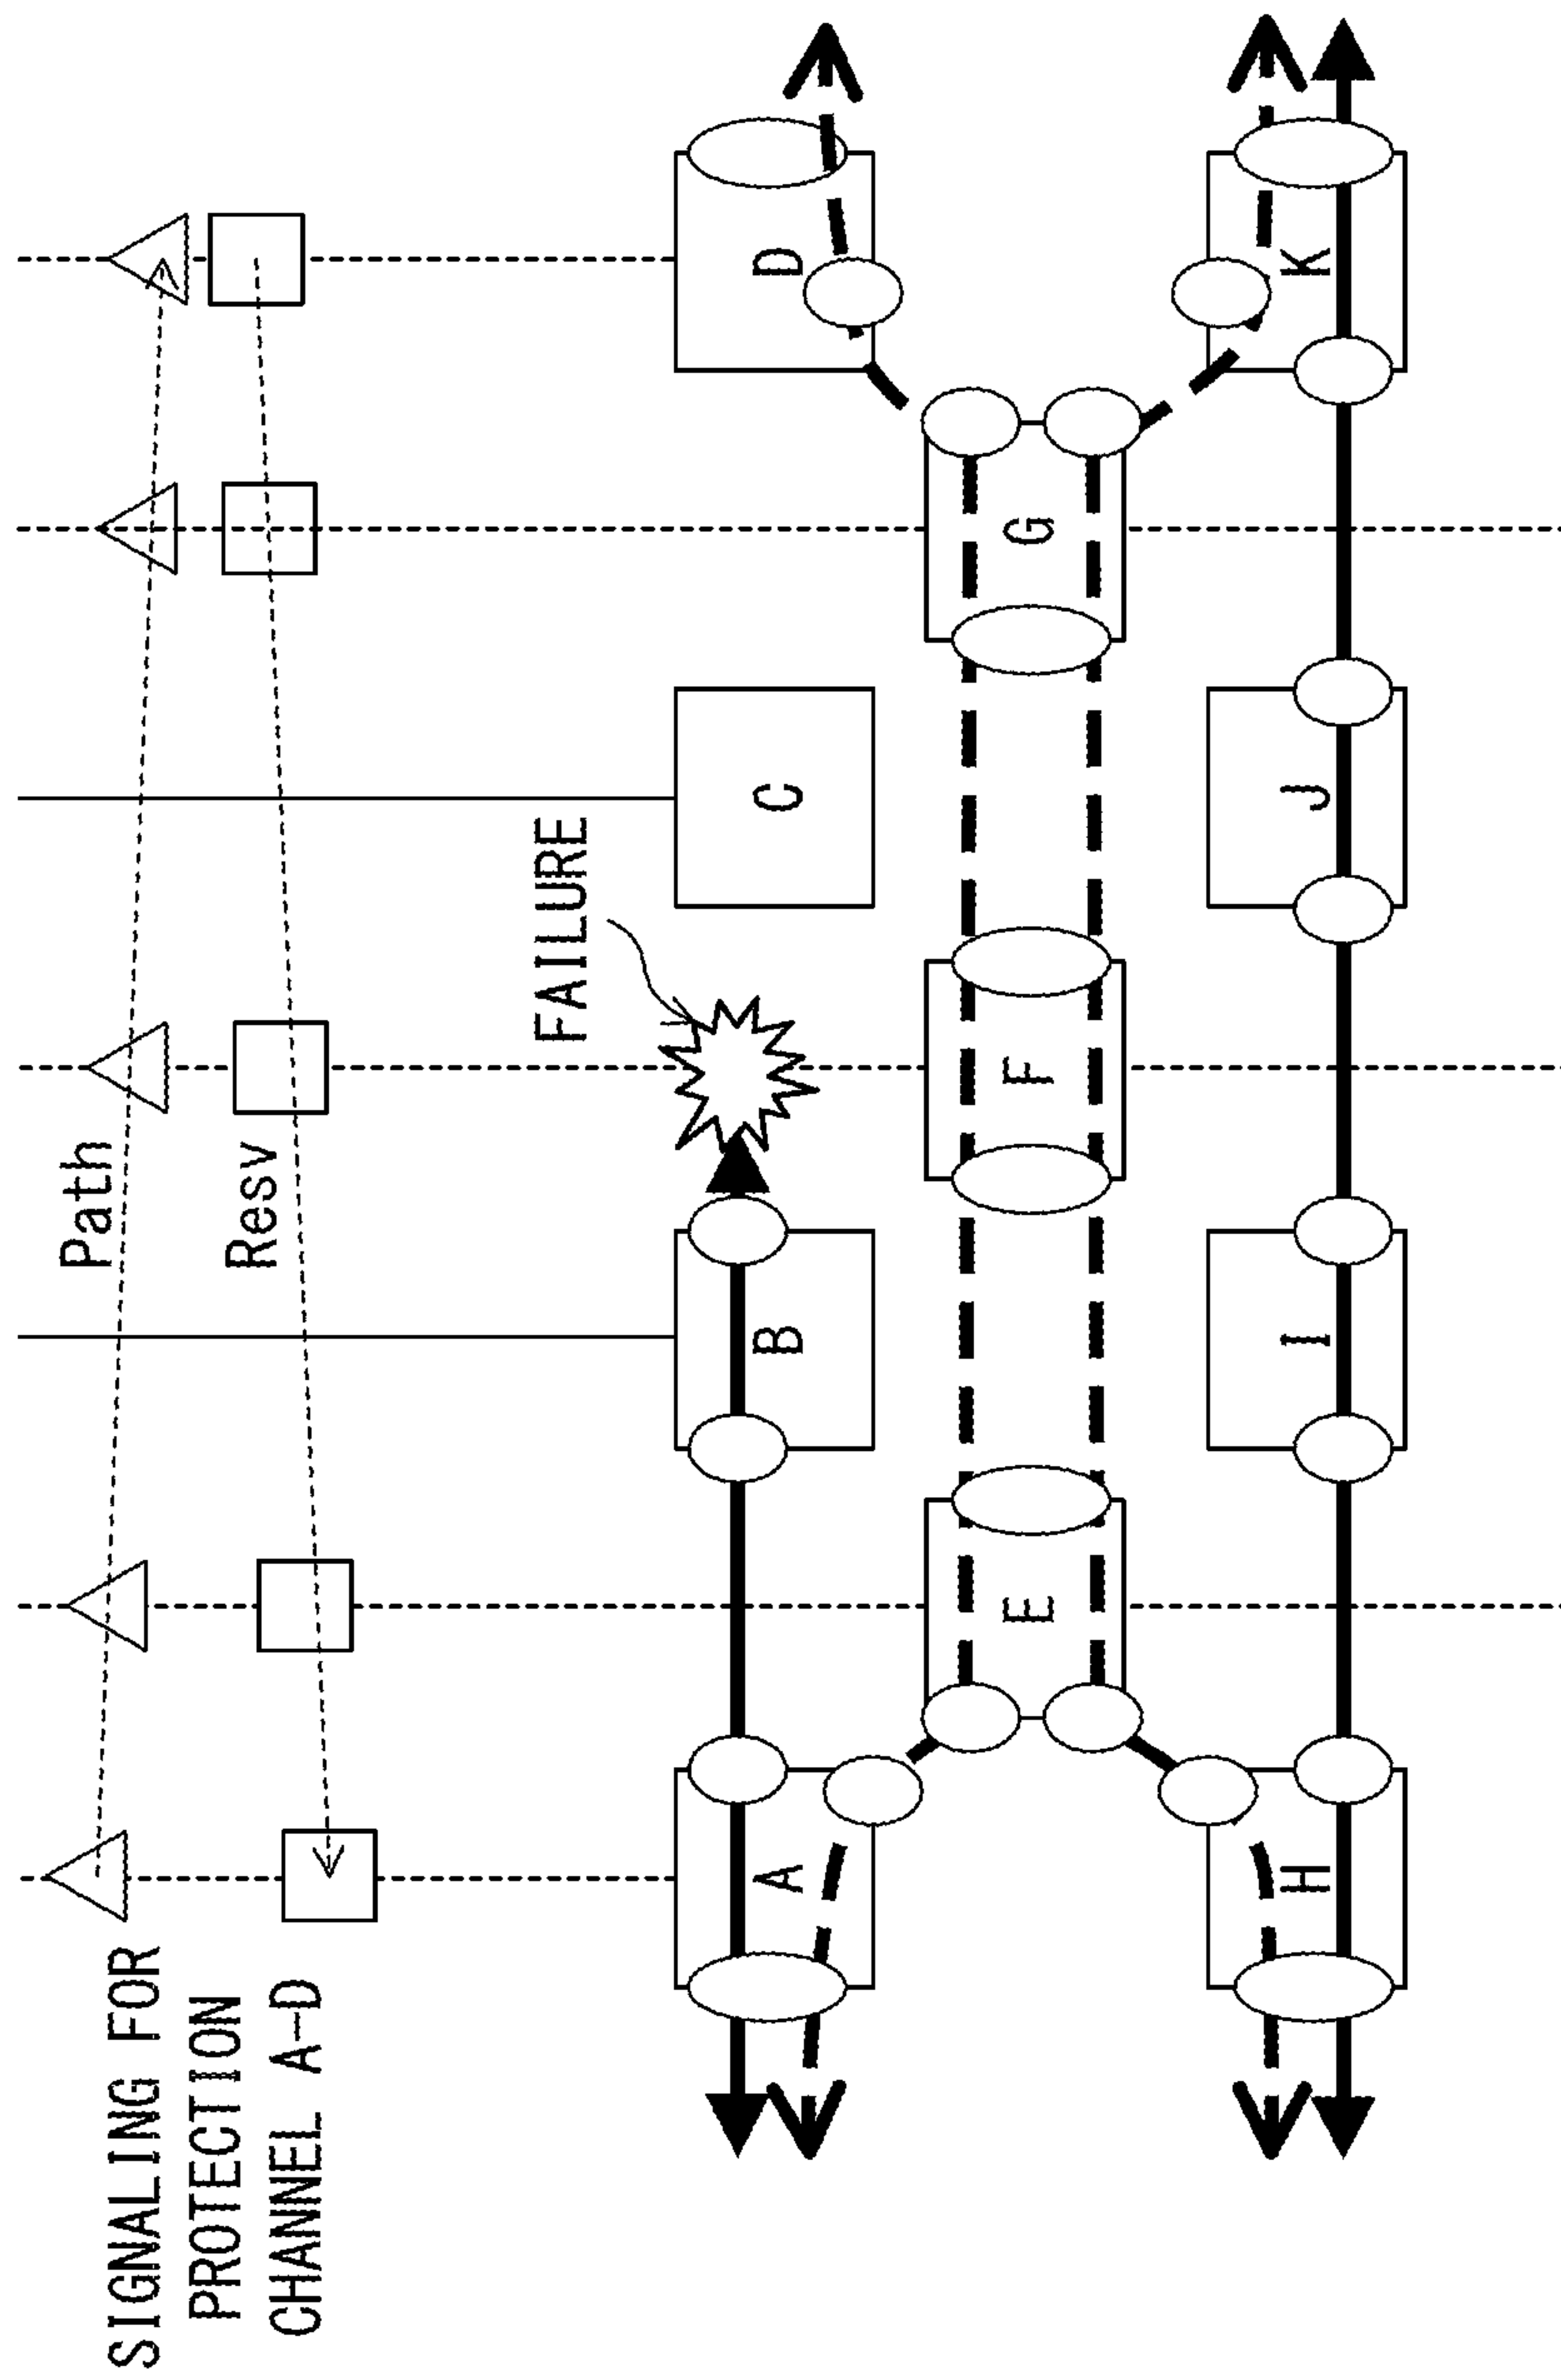 SIGNALING FOR
PROTECTION
CHANNEL A-D
Path
Resv
FAILURE
A
B
C
D
E
F
G
H
I
J
K